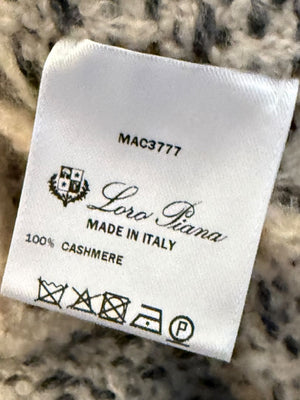 MAC3777
Loro Piana
MADE IN ITALY
100% CASHMERE
P